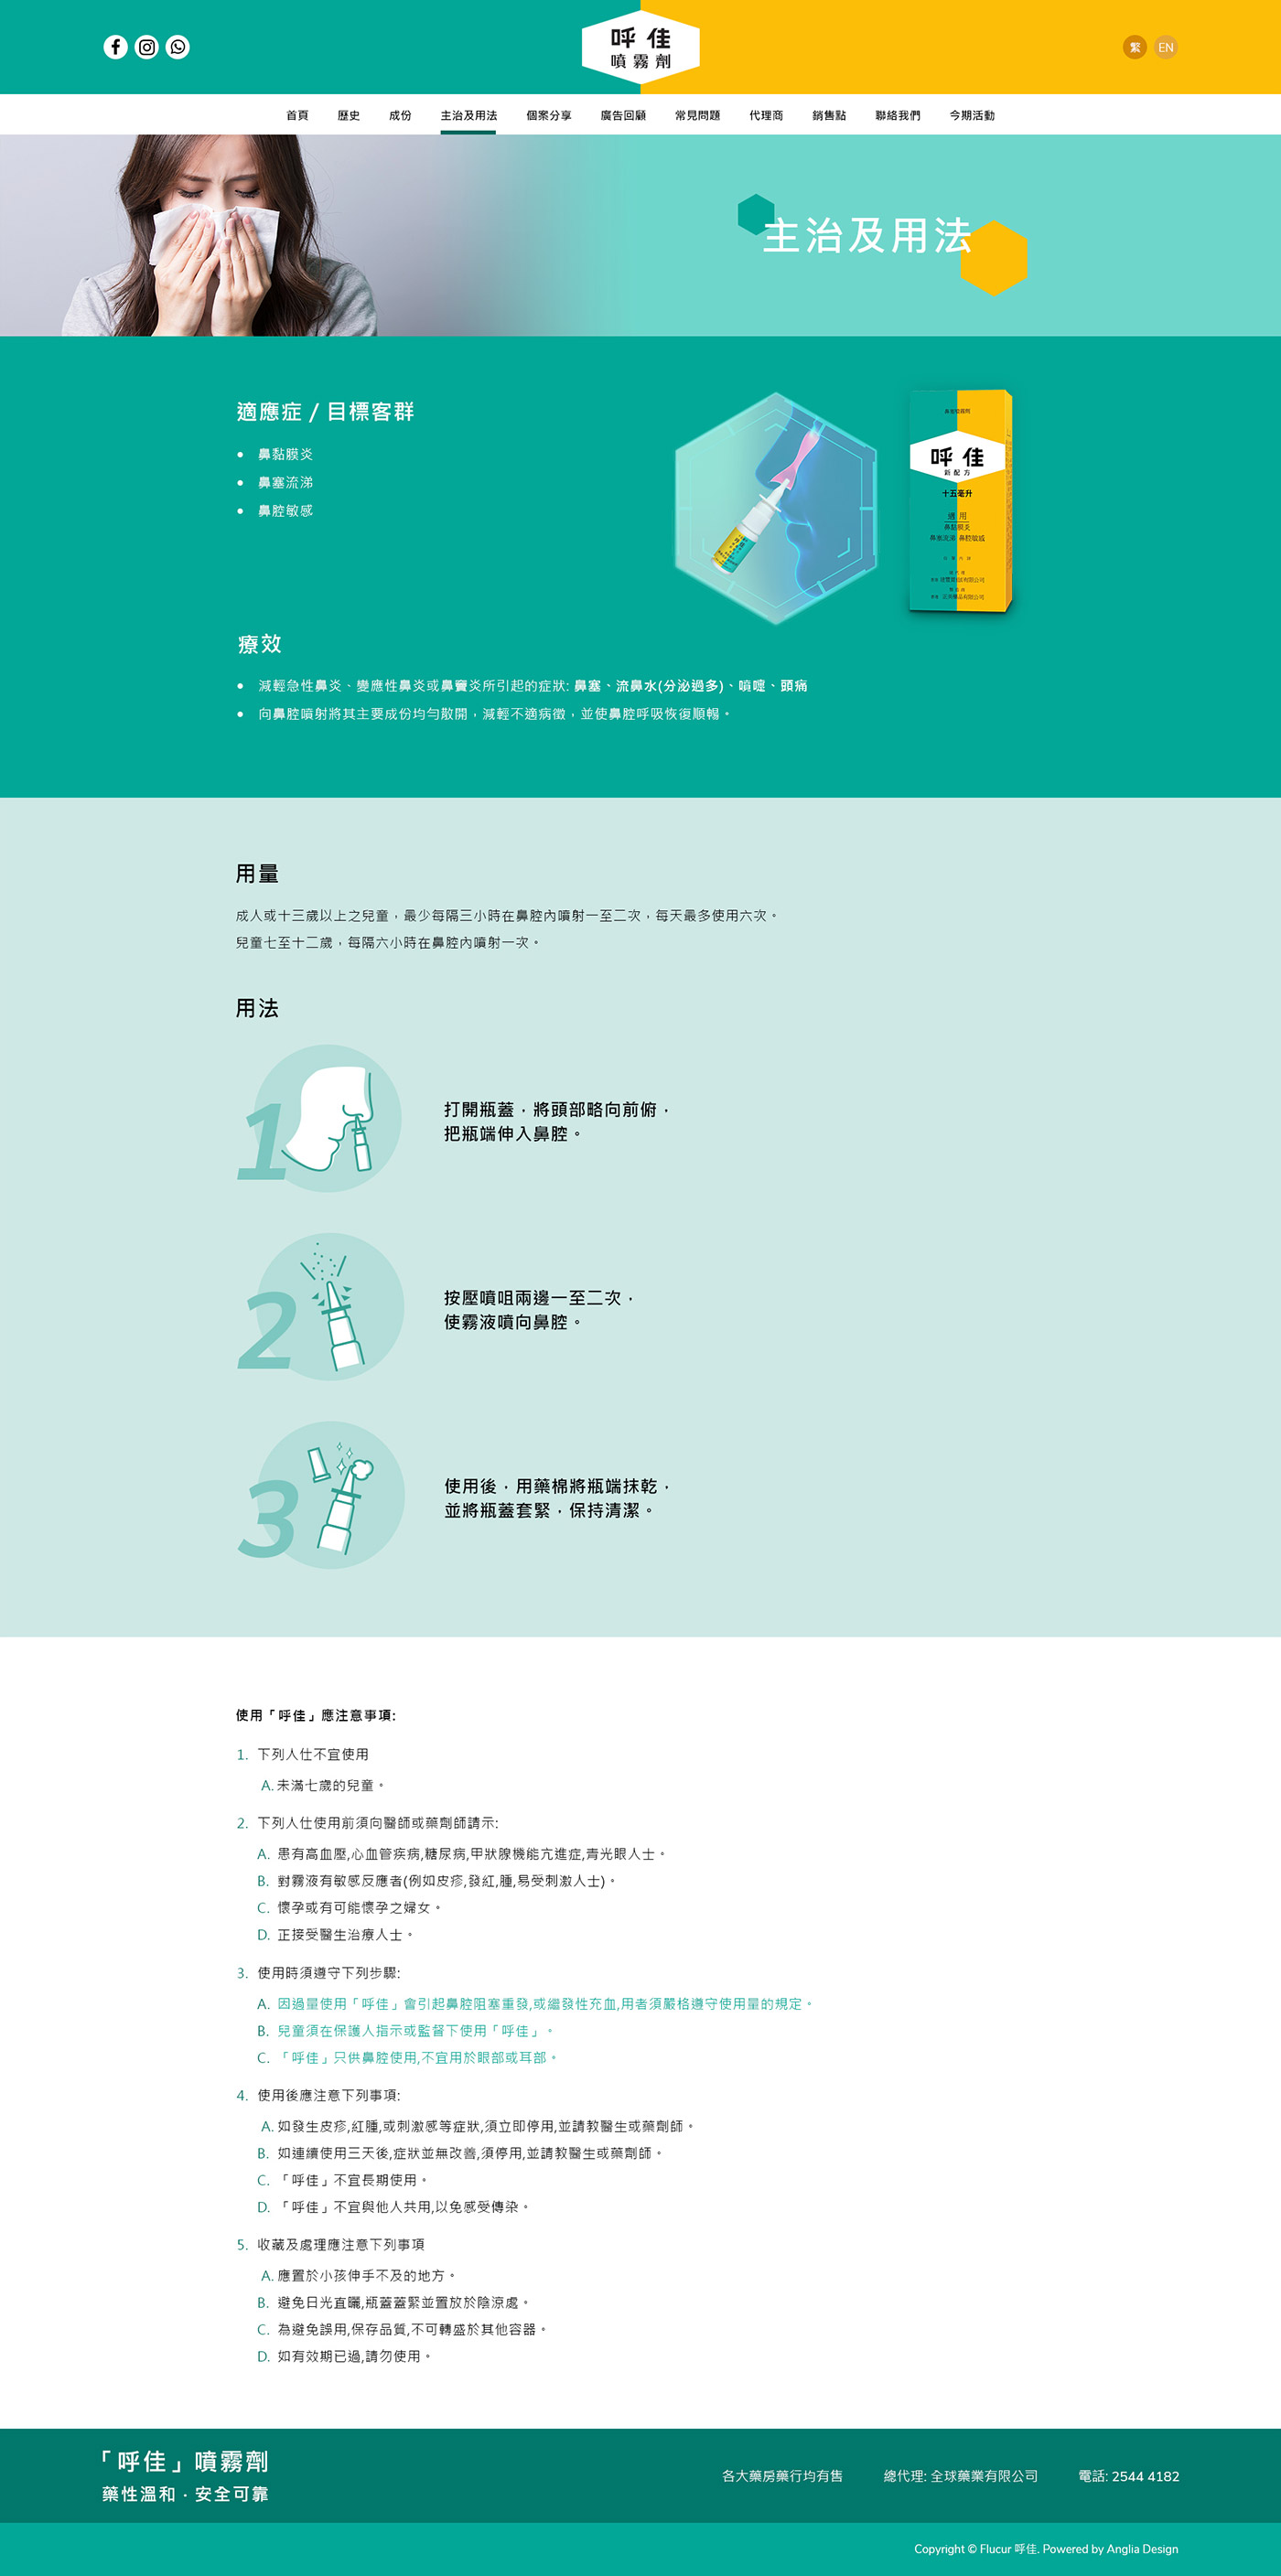 呼佳
噴霧劑
繁 EN
首頁 歷史 成份 主治及用法 個案分享 廣告回顧 常見問題 代理商 銷售點 聯絡我們 今期活動
主治及用法
適應症 / 目標客群
• 鼻黏膜炎
• 鼻塞流涕
• 鼻腔敏感
呼佳
新配方
十五毫升
適用
鼻黏膜炎
鼻塞流涕 鼻腔敏感
療效
• 減輕急性鼻炎、變應性鼻炎或鼻竇炎所引起的症狀: 鼻塞、流鼻水(分泌過多)、噴嚏、頭痛
• 向鼻腔噴射將其主要成份均勻散開，減輕不適病徵，並使鼻腔呼吸恢復順暢。
用量
成人或十三歲以上之兒童，最少每隔三小時在鼻腔內噴射一至二次，每天最多使用六次。
兒童七至十二歲，每隔六小時在鼻腔內噴射一次。
用法
1
打開瓶蓋，將頭部略向前俯，
把瓶端伸入鼻腔。
2
按壓噴咀兩邊一至二次，
使霧液噴向鼻腔。
3
使用後，用藥棉將瓶端抹乾，
並將瓶蓋套緊，保持清潔。
使用「呼佳」應注意事項:
1. 下列人仕不宜使用
A. 未滿七歲的兒童。
2. 下列人仕使用前須向醫師或藥劑師請示:
A. 患有高血壓,心血管疾病,糖尿病,甲狀腺機能亢進症,青光眼人士。
B. 對霧液有敏感反應者(例如皮疹,發紅,腫,易受刺激人士)。
C. 懷孕或有可能懷孕之婦女。
D. 正接受醫生治療人士。
3. 使用時須遵守下列步驟:
A. 因過量使用「呼佳」會引起鼻腔阻塞重發,或繼發性充血,用者須嚴格遵守使用量的規定。
B. 兒童須在保護人指示或監督下使用「呼佳」。
C. 「呼佳」只供鼻腔使用,不宜用於眼部或耳部。
4. 使用後應注意下列事項:
A. 如發生皮疹,紅腫,或刺激感等症狀,須立即停用,並請教醫生或藥劑師。
B. 如連續使用三天後,症狀並無改善,須停用,並請教醫生或藥劑師。
C. 「呼佳」不宜長期使用。
D. 「呼佳」不宜與他人共用,以免感受傳染。
5. 收藏及處理應注意下列事項
A. 應置於小孩伸手不及的地方。
B. 避免日光直曬,瓶蓋蓋緊並置放於陰涼處。
C. 為避免誤用,保存品質,不可轉盛於其他容器。
D. 如有效期已過,請勿使用。
「呼佳」噴霧劑
藥性溫和．安全可靠
各大藥房藥行均有售 總代理: 全球藥業有限公司 電話: 2544 4182
Copyright © Flucur 呼佳. Powered by Anglia Design